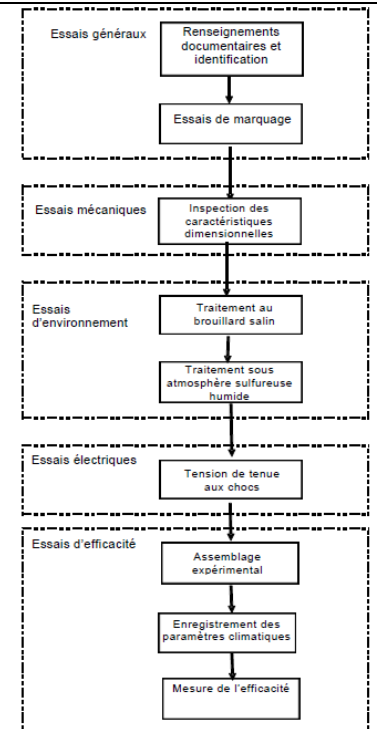 Essais généraux
Renseignements
documentaires et
identification
Essais de marquage
Essais mécaniques
Inspection des
caractéristiques
dimensionnelles
Essais
d'environnement
Traitement au
brouillard salin
Traitement sous
atmosphère sulfureuse
humide
Essais électriques
Tension de tenue
aux chocs
Essais d'efficacité
Assemblage
expérimental
Enregistrement des
paramètres climatiques
Mesure de l'efficacité